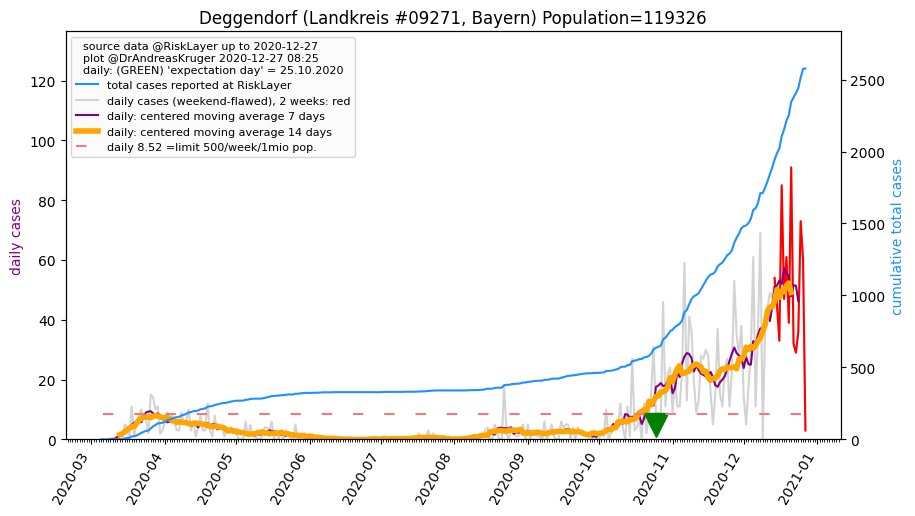 Deggendorf (Landkreis #09271, Bayern) Population=119326
source data @RiskLayer up to 2020-12-27
plot @DrAndreasKruger 2020-12-27 08:25
daily: (GREEN) 'expectation day' = 25.10.2020
total cases reported at RiskLayer
daily cases (weekend-flawed), 2 weeks: red
daily: centered moving average 7 days
daily: centered moving average 14 days
daily 8.52 =limit 500/week/1mio pop.
daily cases
120
100
80
60
40
20
0
2500
2000
1500
1000
500
0
cumulative total cases
2020-03
2020-04
2020-05
2020-06
2020-07
2020-08
2020-09
2020-10
2020-11
2020-12
2021-01